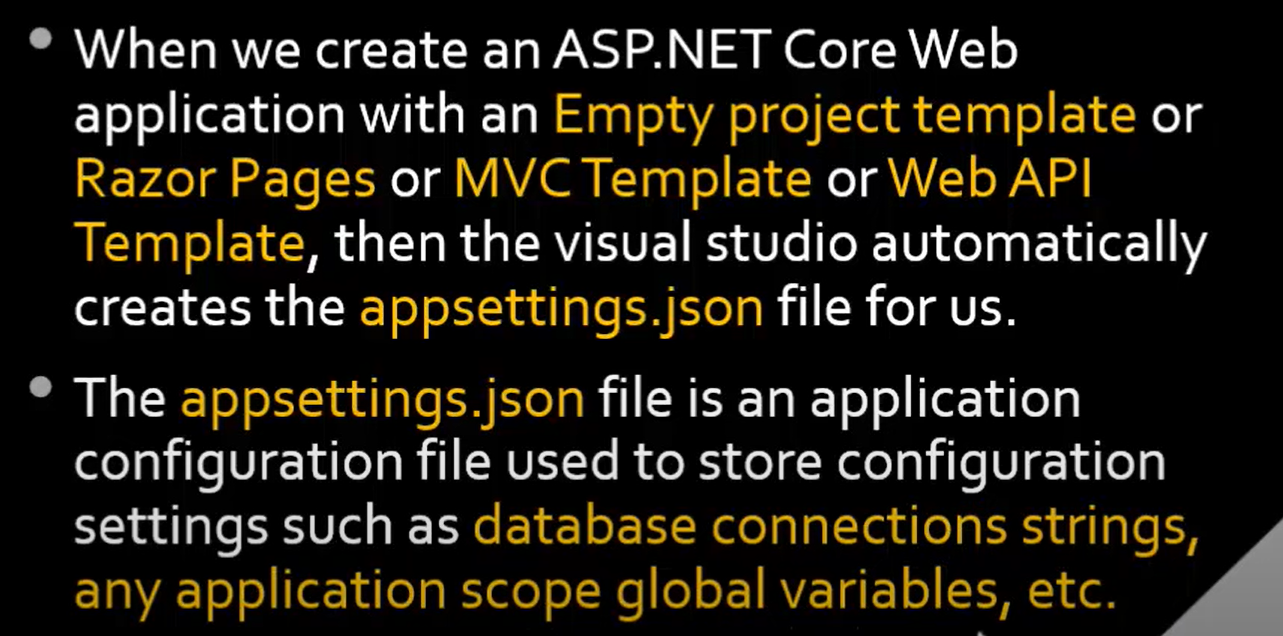 • When we create an ASP.NET Core Web
application with an Empty project template or
Razor Pages or MVC Template or Web API
Template, then the visual studio automatically
creates the appsettings.json file for us.
• The appsettings.json file is an application
configuration file used to store configuration
settings such as database connections strings,
any application scope global variables, etc.